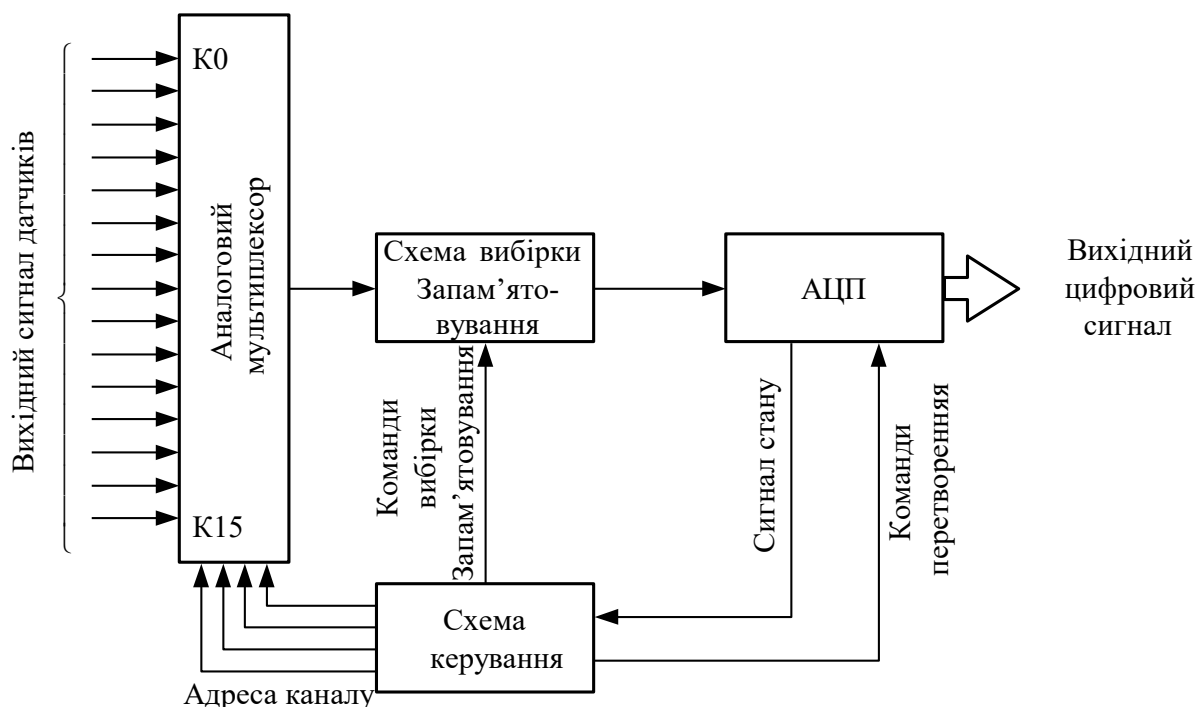 Вихідний сигнал датчиків
К0
Аналоговий
мультиплексор
К15
Схема вибірки
Запам’ято-
вування
АЦП
Вихідний
цифровий
сигнал
Команди
вибірки
Запам’ятовування
Сигнал стану
Команди
перетворення
Схема
керування
Адреса каналу